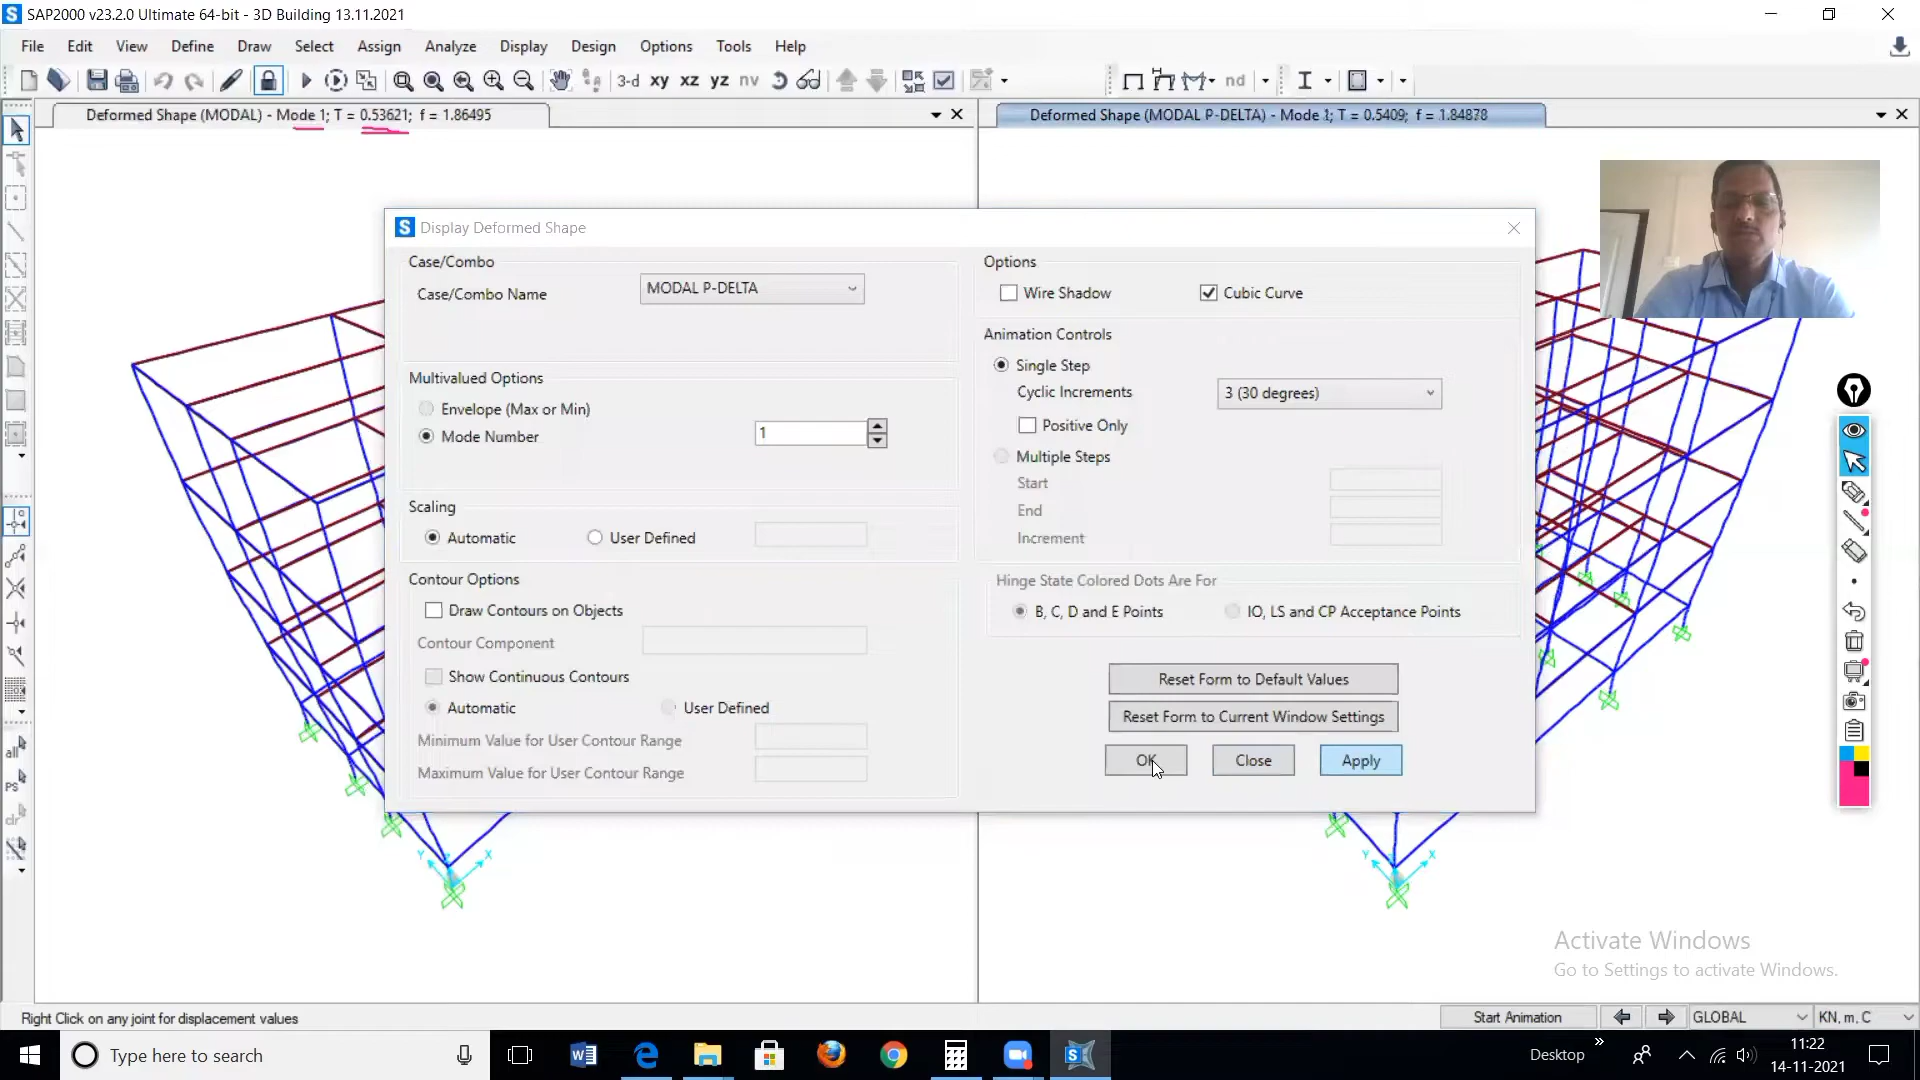 SAP2000 v23.2.0 Ultimate 64-bit - 3D Building 13.11.2021
File Edit View Define Draw Select Assign Analyze Display Design Options Tools Help
3-d xy xz yz nv nd
Deformed Shape (MODAL) - Mode 1; T = 0.53621; f = 1.86495
Deformed Shape (MODAL P-DELTA) - Mode 1; T = 0.5409; f = 1.84878
Display Deformed Shape
Case/Combo
Case/Combo Name
MODAL P-DELTA
Multivalued Options
Envelope (Max or Min)
Mode Number
1
Scaling
Automatic
User Defined
Contour Options
Draw Contours on Objects
Contour Component
Show Continuous Contours
Automatic
User Defined
Minimum Value for User Contour Range
Maximum Value for User Contour Range
Options
Wire Shadow
Cubic Curve
Animation Controls
Single Step
Cyclic Increments
3 (30 degrees)
Positive Only
Multiple Steps
Start
End
Increment
Hinge State Colored Dots Are For
B, C, D and E Points
IO, LS and CP Acceptance Points
Reset Form to Default Values
Reset Form to Current Window Settings
OK
Close
Apply
all
PS
clr
Y X
Y X
Activate Windows
Go to Settings to activate Windows.
Right Click on any joint for displacement values
Start Animation
GLOBAL
KN, m, C
Type here to search
Desktop
11:22
14-11-2021